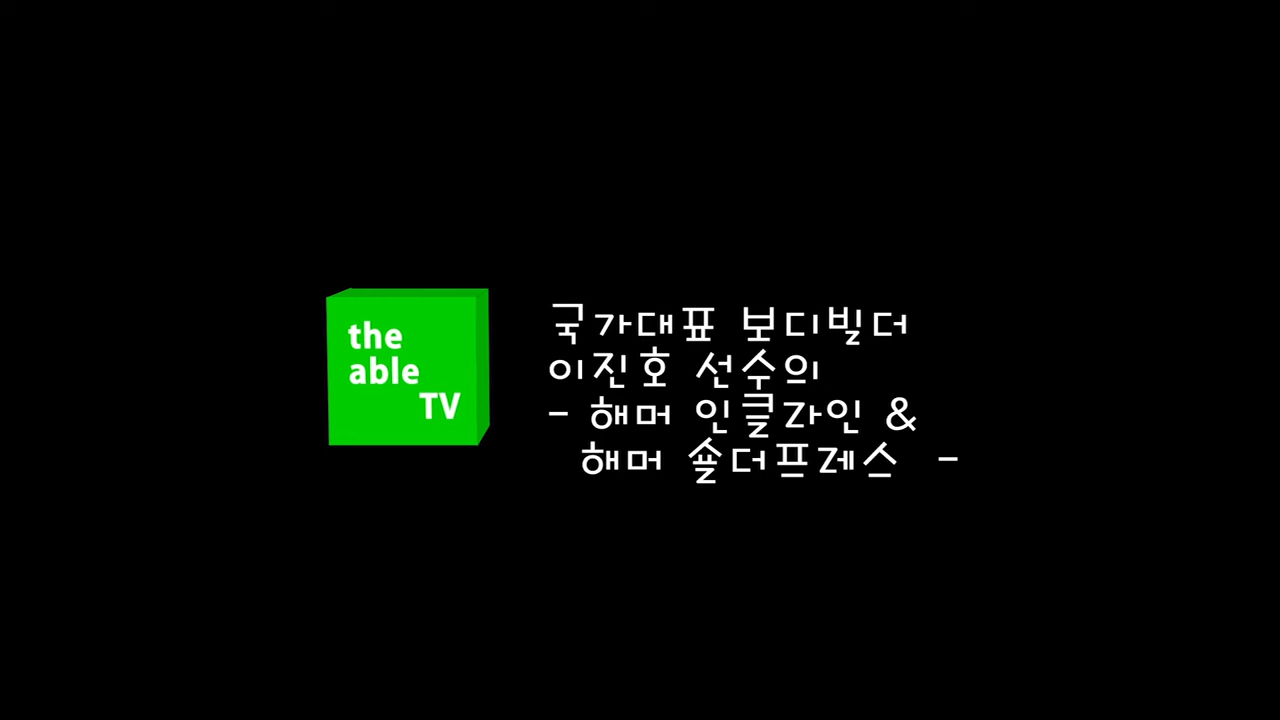 the
able
TV
국가대표 보디빌더
이진호 선수의
- 해머 인클라인 &
해머 숄더프레스 -